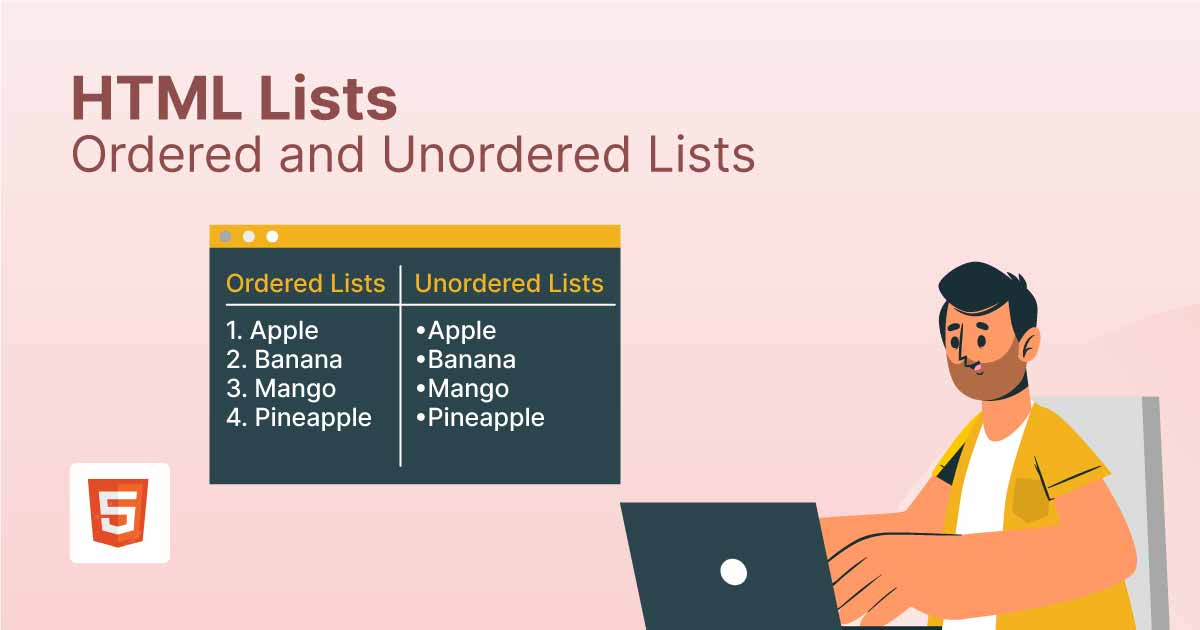 HTML Lists
Ordered and Unordered Lists
Ordered Lists
1. Apple
2. Banana
3. Mango
4. Pineapple
Unordered Lists
•Apple
•Banana
•Mango
•Pineapple
5